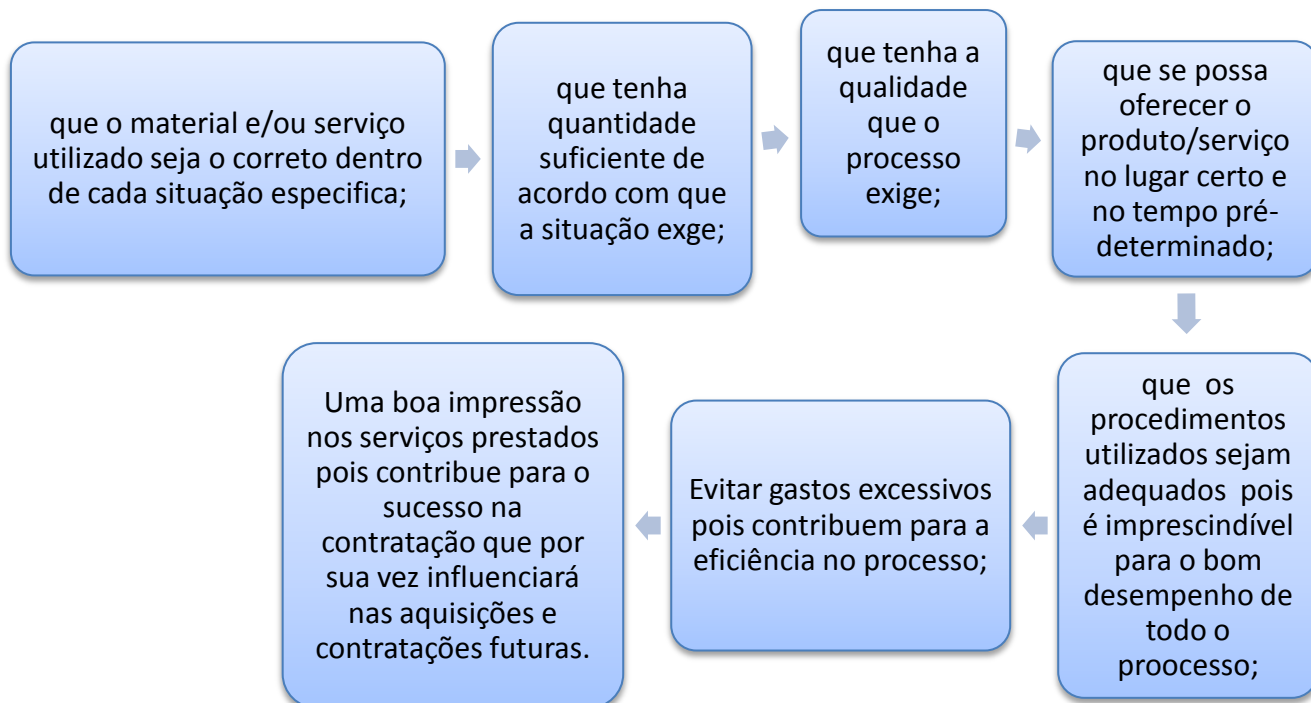 que o material e/ou serviço
utilizado seja o correto dentro
de cada situação especifica;
que tenha
quantidade
suficiente de
acordo com que
a situação exge;
que tenha a
qualidade
que o
processo
exige;
que se possa
oferecer o
produto/serviço
no lugar certo e
no tempo pré-
determinado;
que os
procedimentos
utilizados sejam
adequados pois
é imprescindível
para o bom
desempenho de
todo o
proocesso;
Evitar gastos excessivos
pois contribuem para a
eficiência no processo;
Uma boa impressão
nos serviços prestados
pois contribue para o
sucesso na
contratação que por
sua vez influenciará
nas aquisições e
contratações futuras.